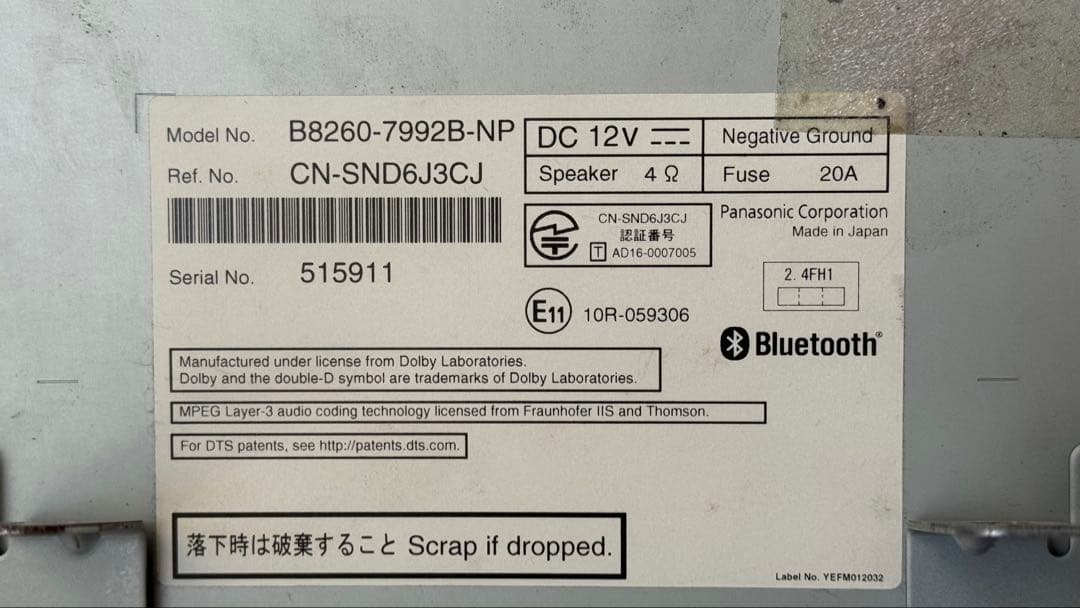 Model No. B8260-7992B-NP
Ref. No. CN-SND6J3CJ
Serial No. 515911
DC 12V
Negative Ground
Speaker 4 Ω
Fuse 20A
CN-SND6J3CJ
認証番号
T AD16-0007005
Panasonic Corporation
Made in Japan
2.4FH1
E11 10R-059306
Bluetooth®
Manufactured under license from Dolby Laboratories.
Dolby and the double-D symbol are trademarks of Dolby Laboratories.
MPEG Layer-3 audio coding technology licensed from Fraunhofer IIS and Thomson.
For DTS patents, see http://patents.dts.com.
落下時は破棄すること Scrap if dropped.
Label No. YEFM012032